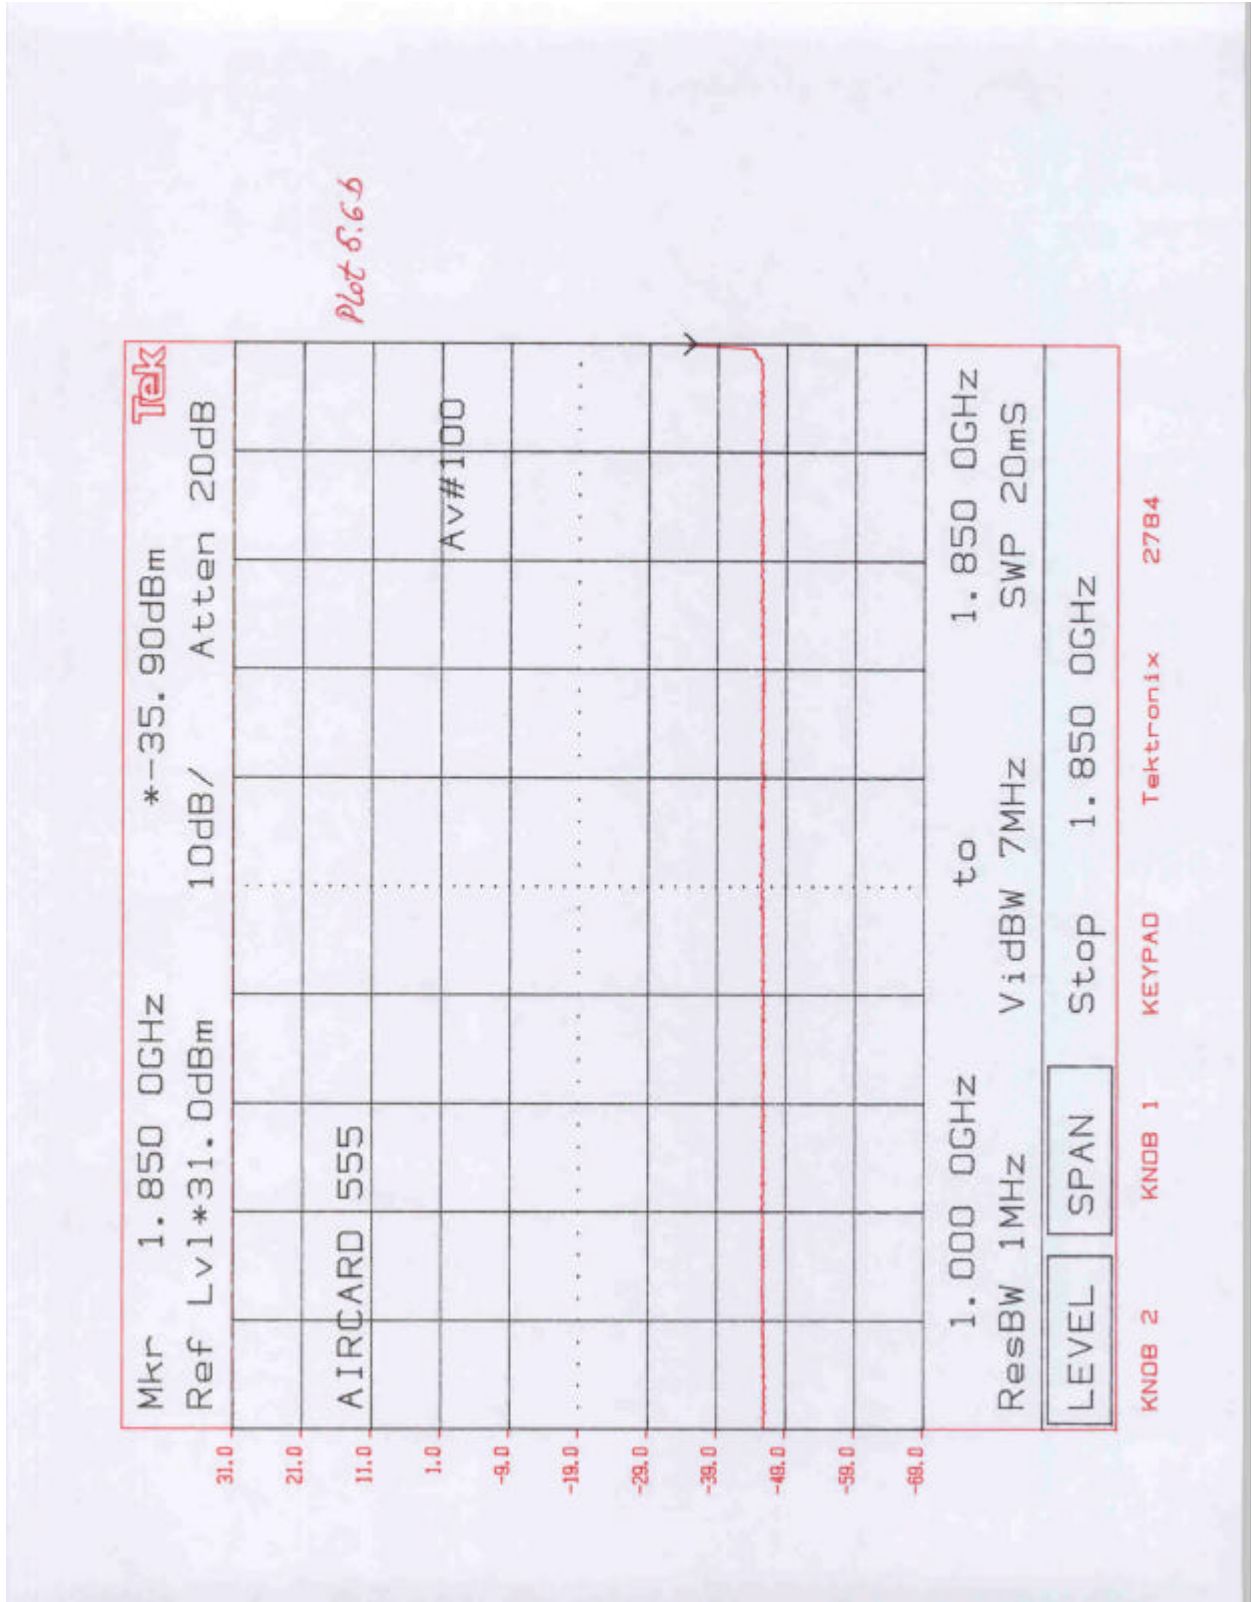 Plot 5.6.b
Mkr 1.850 0GHz *-35.90dBm Tek
Ref Lvl*31.0dBm 10dB/ Atten 20dB
31.0
21.0
AIRCARD 555
11.0
Av#100
1.0
-9.0
-19.0
-29.0
-39.0
-49.0
-59.0
-69.0
1.000 0GHz to 1.850 0GHz
ResBW 1MHz VidBW 7MHz SWP 20mS
LEVEL SPAN Stop 1.850 0GHz
KNOB 2 KNOB 1 KEYPAD Tektronix 2784